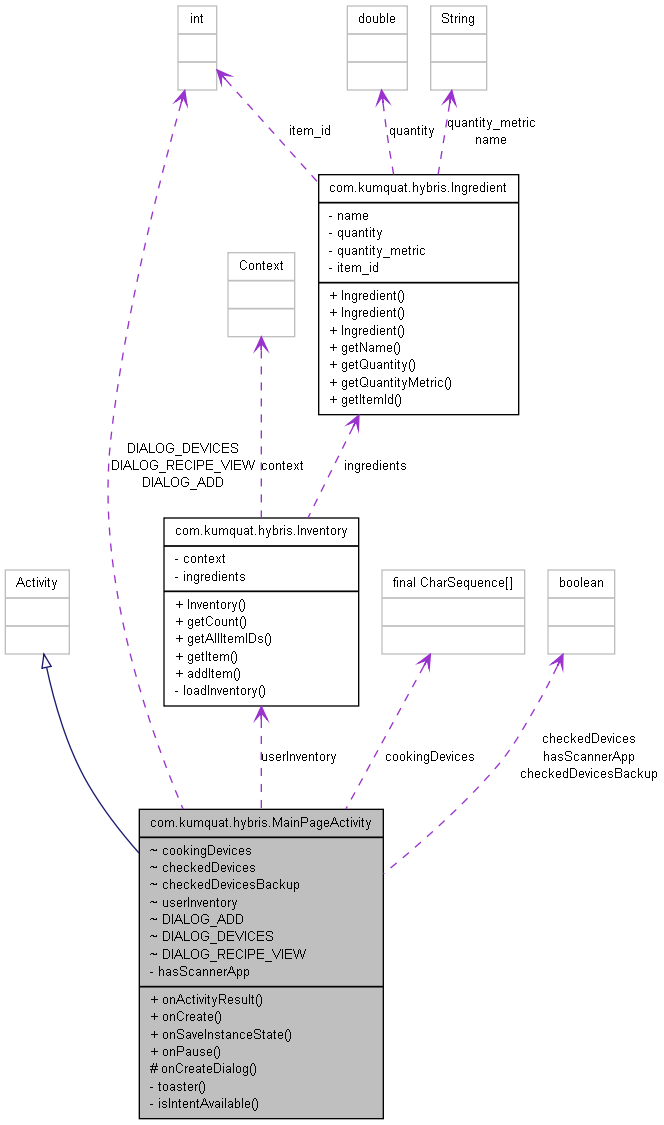 int
double
String
item_id
quantity
quantity_metric
name
com.kumquat.hybris.Ingredient
- name
- quantity
- quantity_metric
- item_id
+ Ingredient()
+ Ingredient()
+ Ingredient()
+ getName()
+ getQuantity()
+ getQuantityMetric()
+ getItemId()
Context
DIALOG_DEVICES
DIALOG_RECIPE_VIEW
DIALOG_ADD
context
ingredients
com.kumquat.hybris.Inventory
- context
- ingredients
+ Inventory()
+ getCount()
+ getAllItemIDs()
+ getItem()
+ addItem()
- loadInventory()
Activity
final CharSequence[]
boolean
userInventory
cookingDevices
checkedDevices
hasScannerApp
checkedDevicesBackup
com.kumquat.hybris.MainPageActivity
~ cookingDevices
~ checkedDevices
~ checkedDevicesBackup
~ userInventory
~ DIALOG_ADD
~ DIALOG_DEVICES
~ DIALOG_RECIPE_VIEW
- hasScannerApp
+ onActivityResult()
+ onCreate()
+ onSaveInstanceState()
+ onPause()
# onCreateDialog()
- toaster()
- isIntentAvailable()